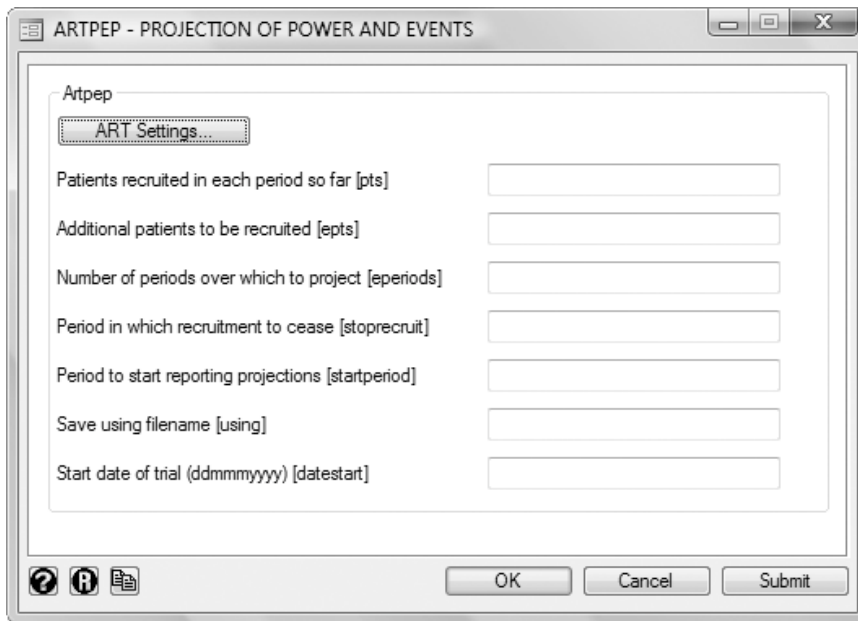 ARTPEP - PROJECTION OF POWER AND EVENTS
Artpep
ART Settings...
Patients recruited in each period so far [pts]
Additional patients to be recruited [epts]
Number of periods over which to project [eperiods]
Period in which recruitment to cease [stoprecruit]
Period to start reporting projections [startperiod]
Save using filename [using]
Start date of trial (ddmmmyyyy) [datestart]
? R OK Cancel Submit